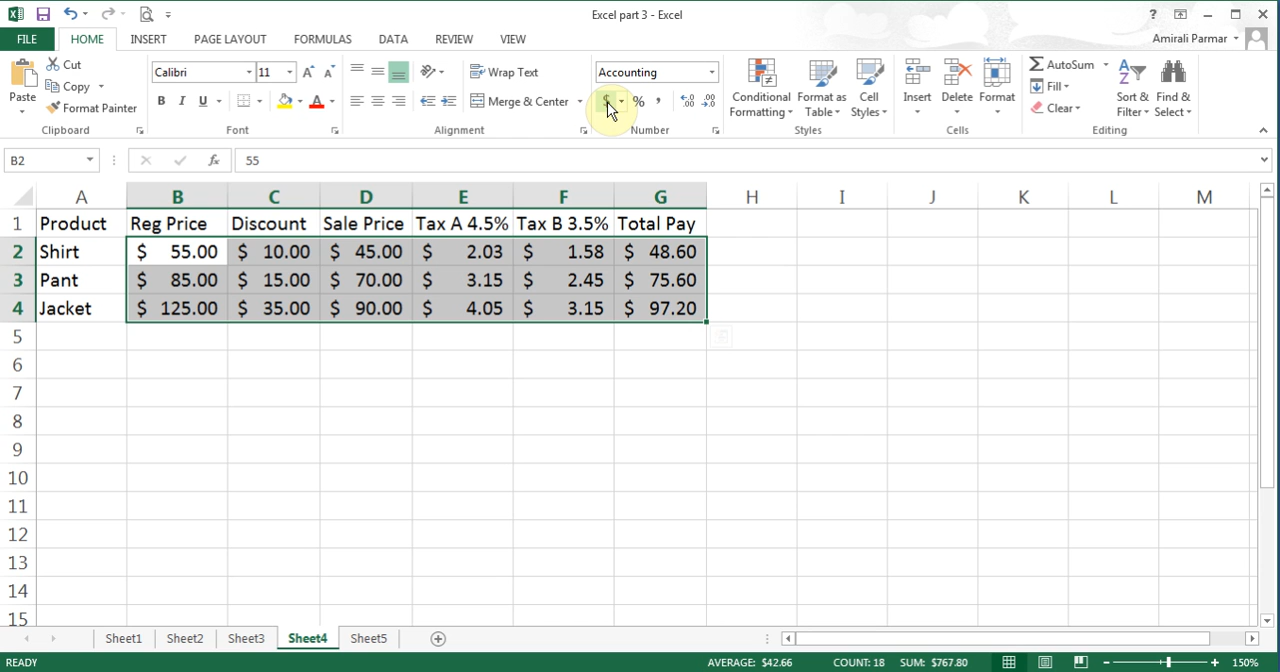 Excel part 3 - Excel
?
FILE HOME INSERT PAGE LAYOUT FORMULAS DATA REVIEW VIEW
Amirali Parmar
Paste
Cut
Copy
Format Painter
Clipboard
Calibri 11
A A
B I U A
Font
Wrap Text
Merge & Center
Alignment
Accounting
$ % ,
Number
Conditional Formatting
Format as Table
Cell Styles
Styles
Insert Delete Format
Cells
AutoSum
Fill
Clear
Sort & Filter
Find & Select
Editing
B2 fx 55
A B C D E F G H I J K L M
1 Product Reg Price Discount Sale Price Tax A 4.5% Tax B 3.5% Total Pay
2 Shirt $ 55.00 $ 10.00 $ 45.00 $ 2.03 $ 1.58 $ 48.60
3 Pant $ 85.00 $ 15.00 $ 70.00 $ 3.15 $ 2.45 $ 75.60
4 Jacket $ 125.00 $ 35.00 $ 90.00 $ 4.05 $ 3.15 $ 97.20
5
6
7
8
9
10
11
12
13
14
15
Sheet1 Sheet2 Sheet3 Sheet4 Sheet5
READY AVERAGE: $42.66 COUNT: 18 SUM: $767.80 150%